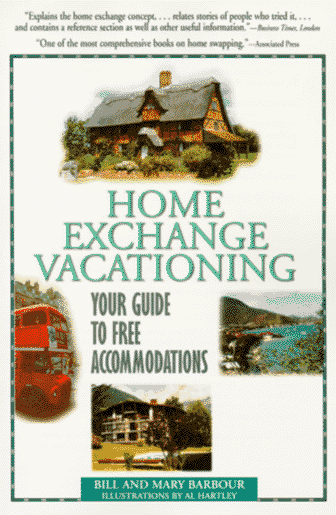 "Explains the home exchange concept, . . . relates stories of people who tried it, . . .
and contains a reference section as well as other useful information."—Business Times, London
"One of the most comprehensive books on home swapping."—Associated Press
HOME
EXCHANGE
VACATIONING
YOUR GUIDE
TO FREE
ACCOMMODATIONS
BILL AND MARY BARBOUR
ILLUSTRATIONS BY AL HARTLEY